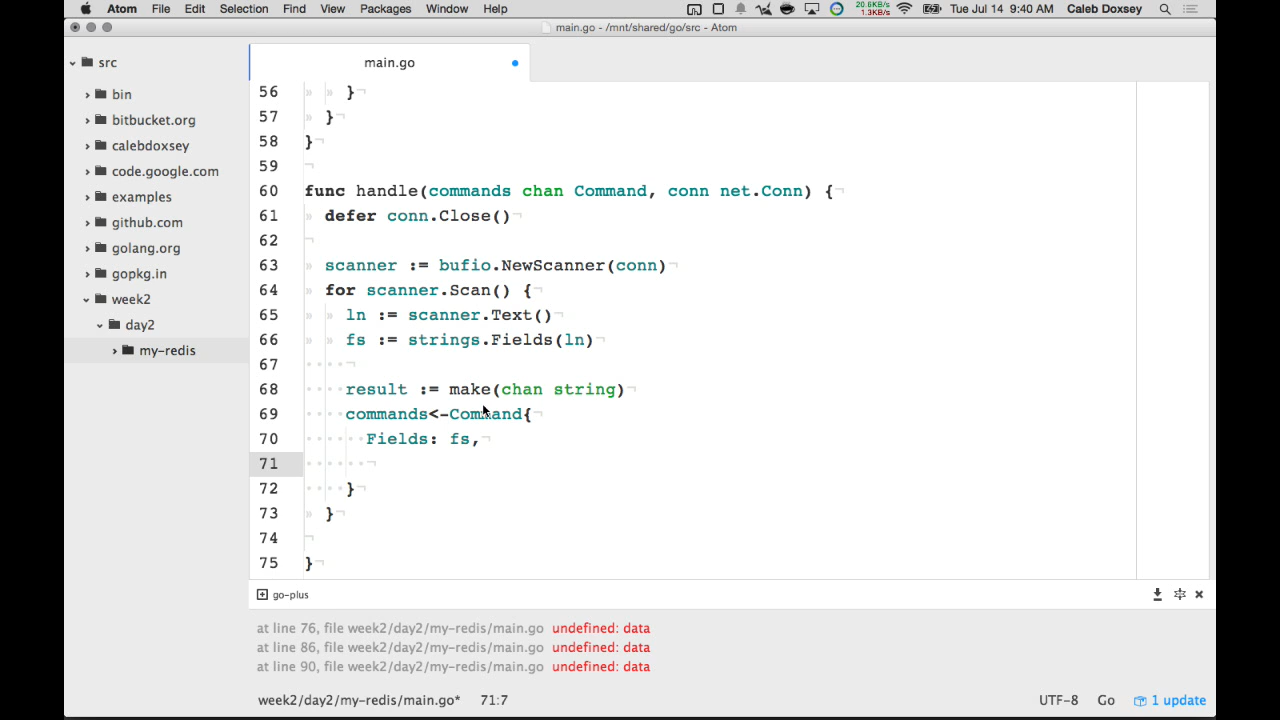 Atom File Edit Selection Find View Packages Window Help 20.6KB/s 1.3KB/s Tue Jul 14 9:40 AM Caleb Doxsey
main.go - /mnt/shared/go/src - Atom
src
bin
bitbucket.org
calebdoxsey
code.google.com
examples
github.com
golang.org
gopkg.in
week2
day2
my-redis
main.go
56 }
57 }
58 }
59
60 func handle(commands chan Command, conn net.Conn) {
61 defer conn.Close()
62
63 scanner := bufio.NewScanner(conn)
64 for scanner.Scan() {
65 ln := scanner.Text()
66 fs := strings.Fields(ln)
67
68 result := make(chan string)
69 commands<-Command{
70 Fields: fs,
71
72 }
73 }
74
75 }
go-plus
at line 76, file week2/day2/my-redis/main.go undefined: data
at line 86, file week2/day2/my-redis/main.go undefined: data
at line 90, file week2/day2/my-redis/main.go undefined: data
week2/day2/my-redis/main.go* 71:7 UTF-8 Go 1 update